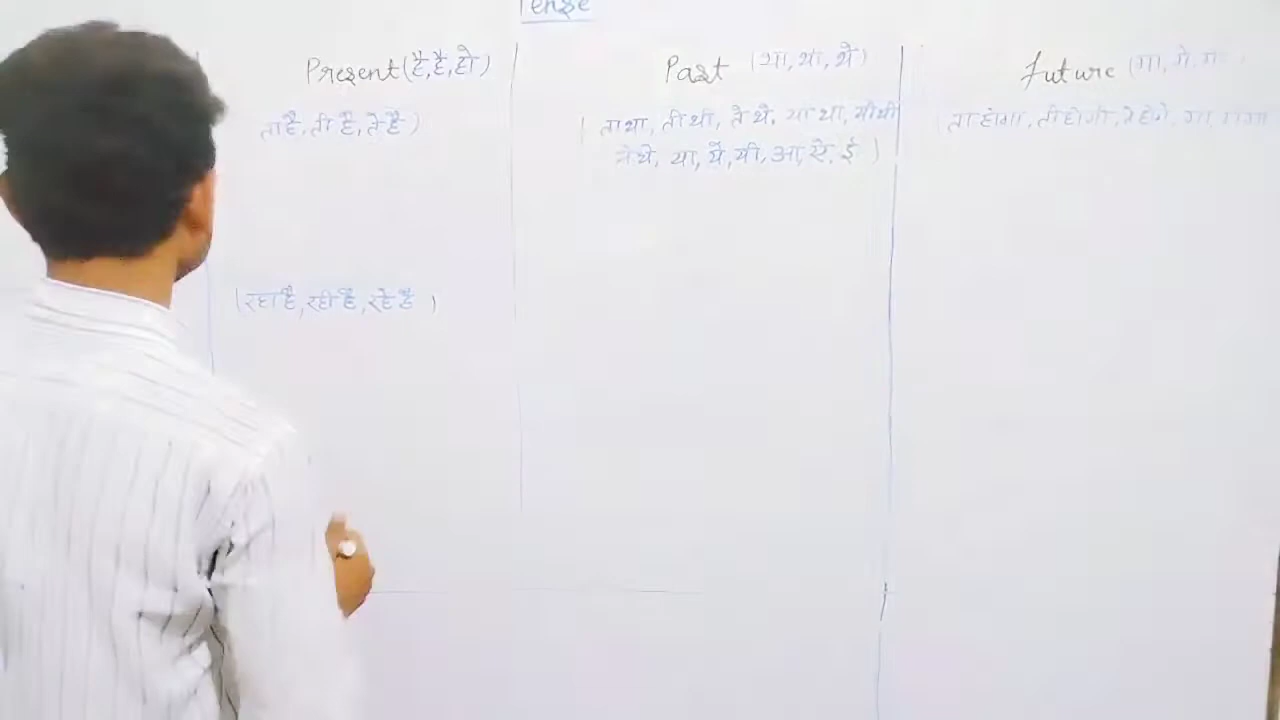 Tense
Present (है, हैं, हो)
Past (था, थी, थे)
Future (गा, गे, गी
ता है, ती है, ते है)
( ता था, ती थी, ते थे, या था, यी थी
ये थे, या, ये, यी, आ, ऐ, ई )
( ता होगा, ती होगी, ते होगे, गा,
(रहा है, रही है, रहे है )